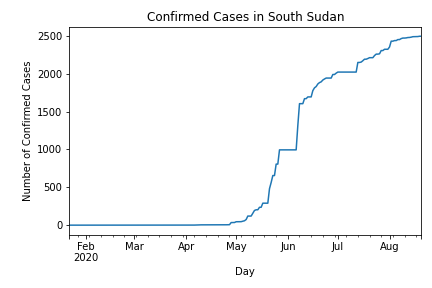 Confirmed Cases in South Sudan
Number of Confirmed Cases
2500
2000
1500
1000
500
0
Feb Mar Apr May Jun Jul Aug
2020
Day